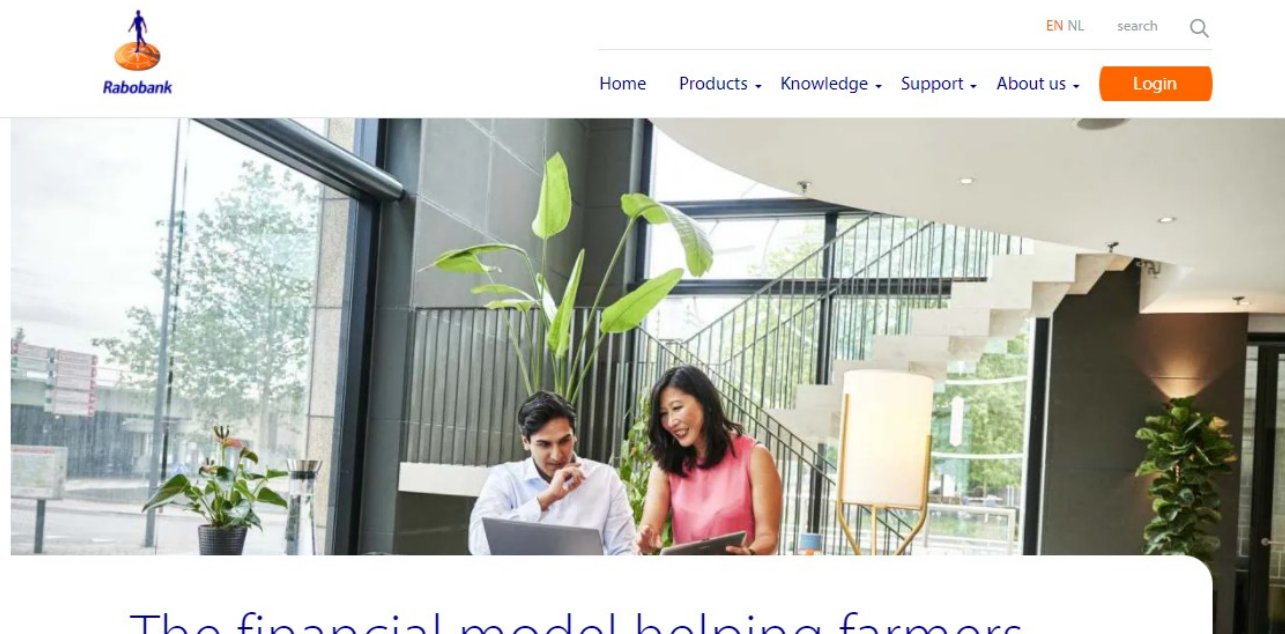 EN NL search
Rabobank
Home Products Knowledge Support About us Login
The financial model helping farmers